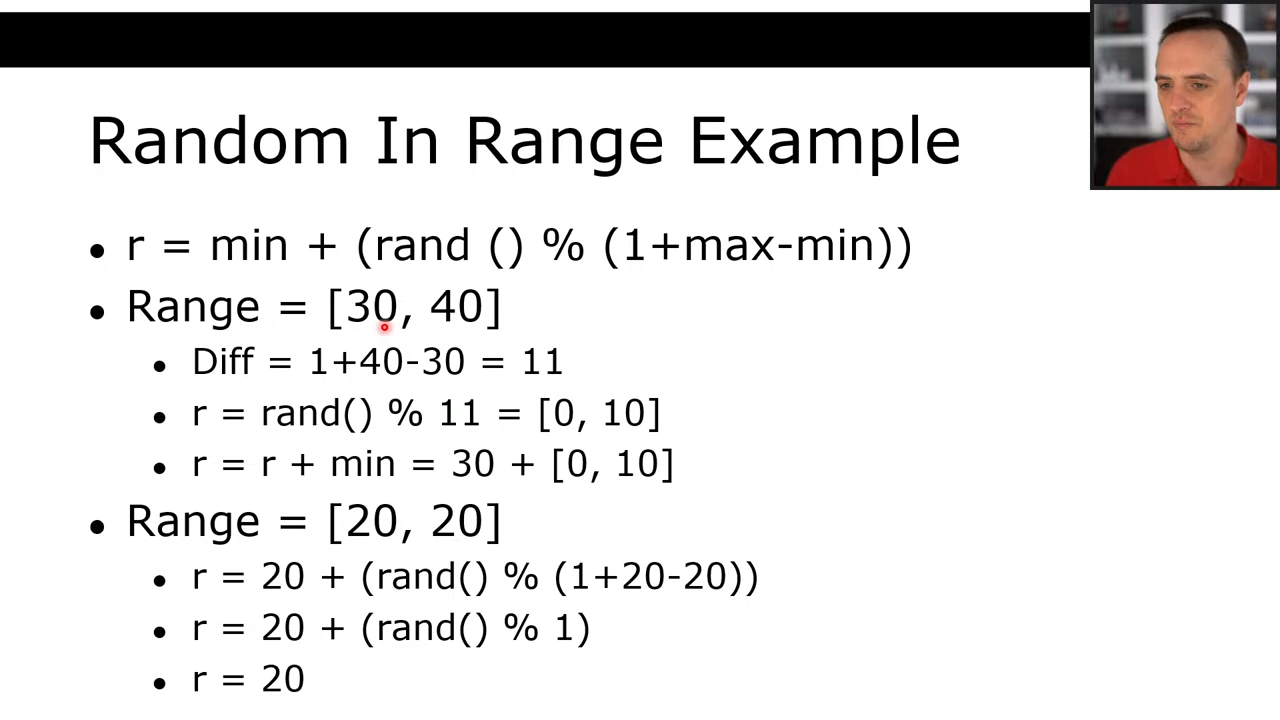 Random In Range Example
• r = min + (rand () % (1+max-min))
• Range = [30, 40]
• Diff = 1+40-30 = 11
• r = rand() % 11 = [0, 10]
• r = r + min = 30 + [0, 10]
• Range = [20, 20]
• r = 20 + (rand() % (1+20-20))
• r = 20 + (rand() % 1)
• r = 20